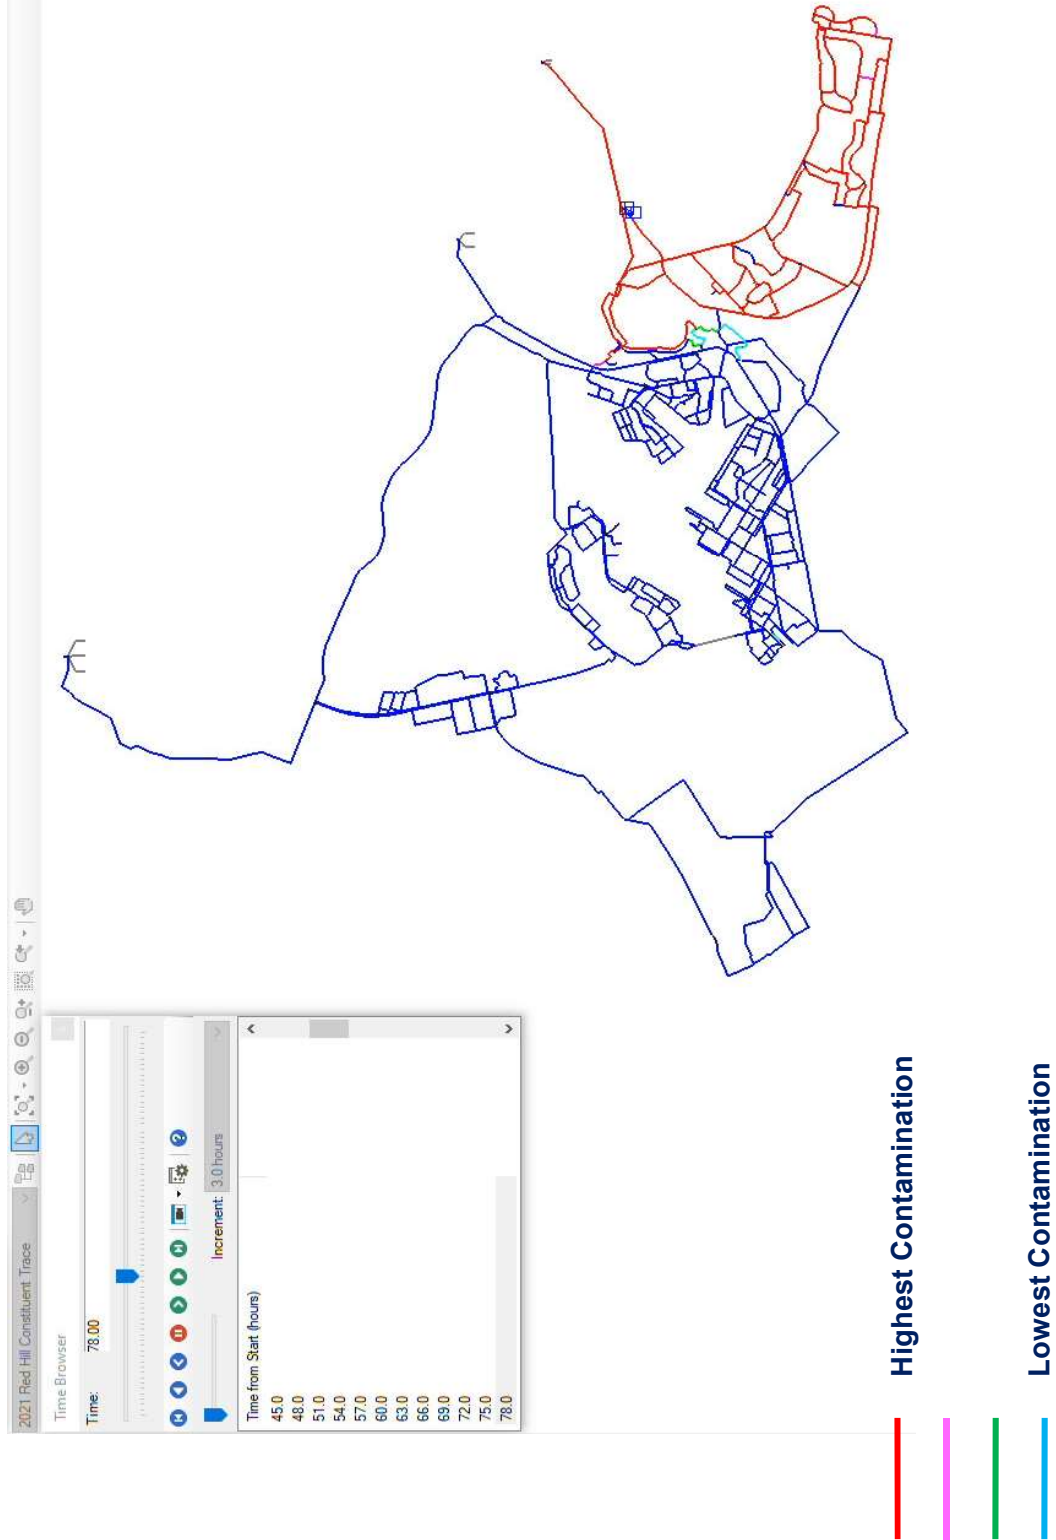 2021 Red Hill Constituent Trace
Time Browser
Time:
78.00
Increment: 3.0 hours
Time from Start (hours)
45.0
48.0
51.0
54.0
57.0
60.0
63.0
66.0
69.0
72.0
75.0
78.0
Highest Contamination
Lowest Contamination